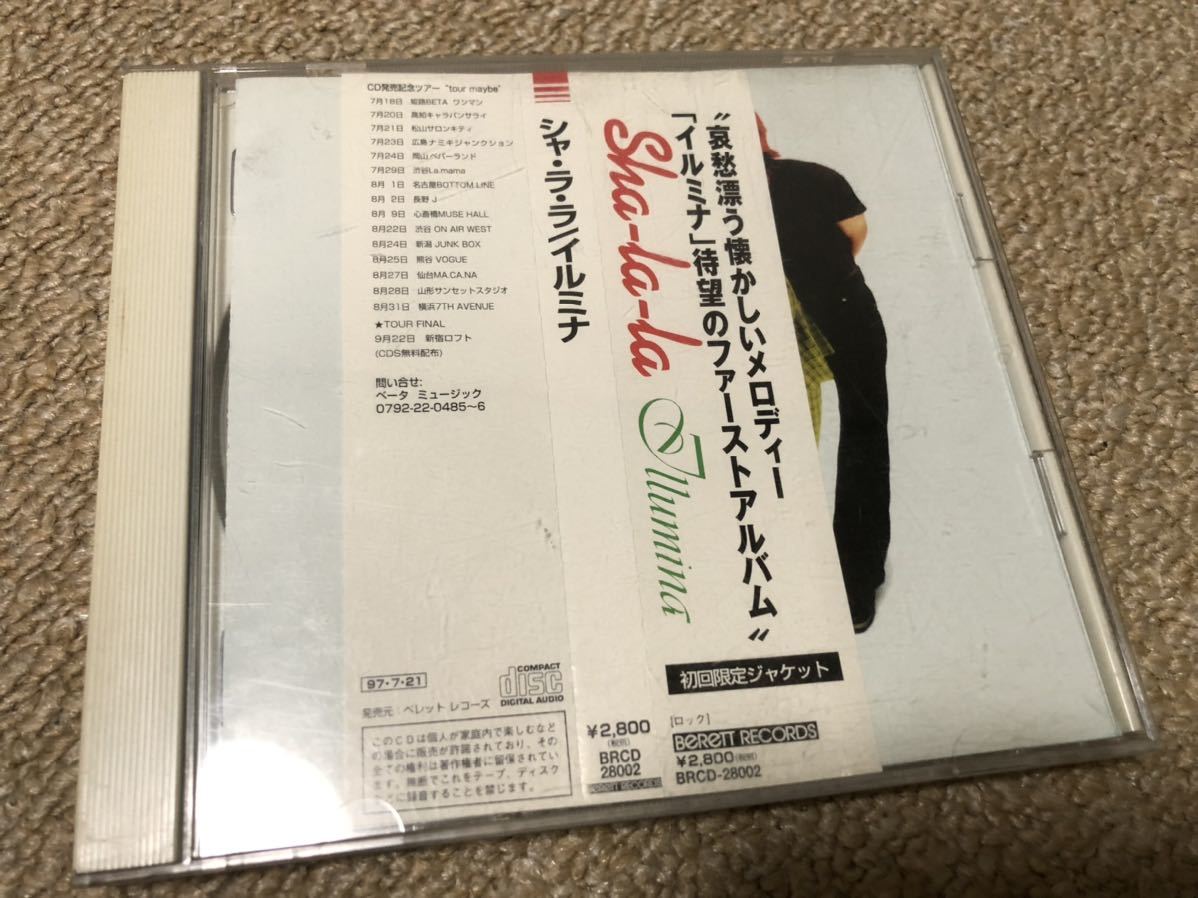 CD発売記念ツアー "tour maybe"
7月18日 姫路BETA ワンマン
7月20日 高知キャラバンサライ
7月21日 松山サロンキティ
7月23日 広島ナミキジャンクション
7月24日 岡山ペパーランド
7月29日 渋谷La.mama
8月 1日 名古屋BOTTOM LINE
8月 2日 長野 J
8月 9日 心斎橋MUSE HALL
8月22日 渋谷 ON AIR WEST
8月24日 新潟 JUNK BOX
8月25日 熊谷 VOGUE
8月27日 仙台MA.CA.NA
8月28日 山形サンセットスタジオ
8月31日 横浜7TH AVENUE
★TOUR FINAL
9月22日 新宿ロフト
(CDS無料配布)
問い合せ:
ベータ ミュージック
0792-22-0485～6
97・7・21
COMPACT
disc
DIGITAL AUDIO
発売元:ベレット レコーズ
このCDは個人が家庭内で楽しむなど
の場合に販売が許諾されており、その
全ての権利は著作権者に留保されてい
ます。無断でこれをテープ、ディスク
などに録音することを禁じます。
シャ・ラ・ラ/イルミナ
¥2,800
(税抜)
BRCD
28002
BERETT RECORDS
〝哀愁漂う懐かしいメロディー
「イルミナ」待望のファーストアルバム〟
Sha-la-la
Illumina
初回限定ジャケット
[ロック]
BERETT RECORDS
¥2,800(税抜)
BRCD-28002